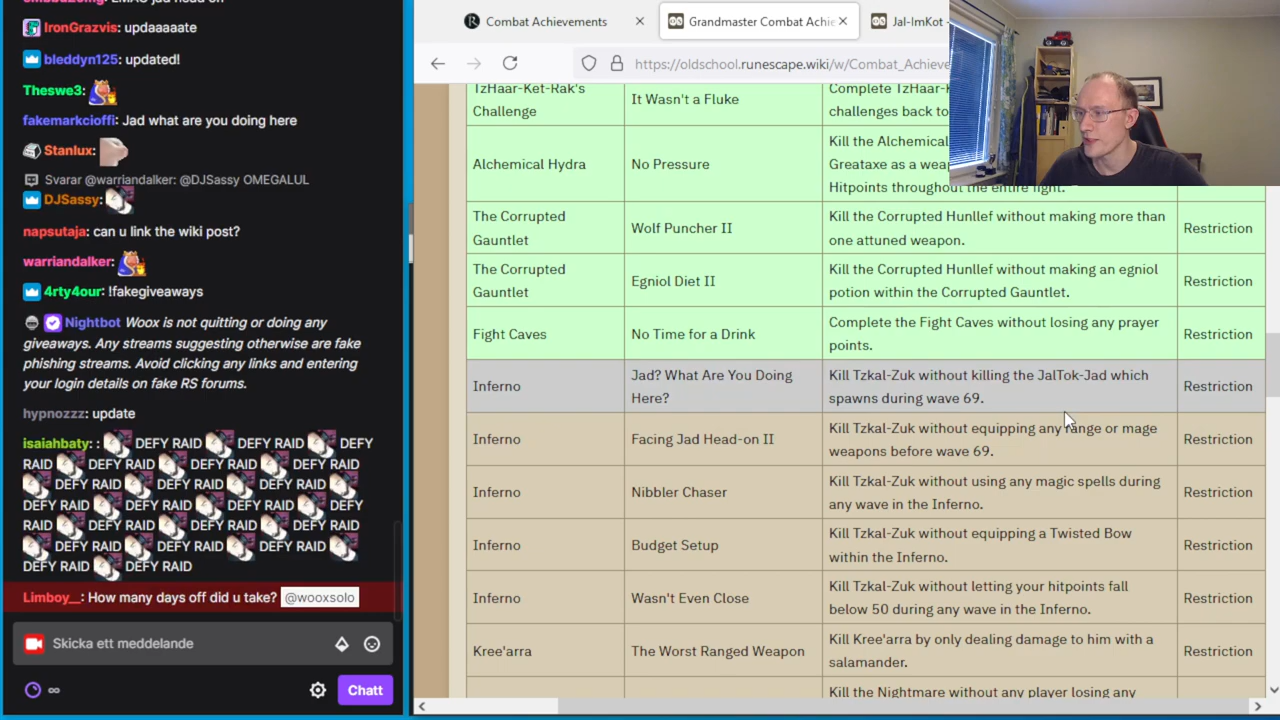 IronGrazvis: updaaaaate
bleddyn125: updated!
Theswe3:
fakemarkcioffi: Jad what are you doing here
Stanlux:
Svarar @warriandalker: @DJSassy OMEGALUL
DJSassy:
napsutaja: can u link the wiki post?
warriandalker:
4rty4our: !fakegiveaways
Nightbot Woox is not quitting or doing any
giveaways. Any streams suggesting otherwise are fake
phishing streams. Avoid clicking any links and entering
your login details on fake RS forums.
hypnozzz: update
isaiahbaty: : DEFY RAID DEFY RAID DEFY
RAID DEFY RAID DEFY RAID DEFY
RAID DEFY RAID DEFY RAID DEFY
RAID DEFY RAID DEFY RAID DEFY
RAID DEFY RAID DEFY RAID DEFY
RAID DEFY RAID DEFY RAID
DEFY RAID DEFY RAID
Limboy__: How many days off did u take? @wooxsolo
Skicka ett meddelande
∞
Chatt
Combat Achievements
Grandmaster Combat Achie
Jal-ImKot -
https://oldschool.runescape.wiki/w/Combat_Achieve
TzHaar-Ket-Rak's
Challenge
It Wasn't a Fluke
Complete TzHaar-K
challenges back to
Alchemical Hydra
No Pressure
Kill the Alchemical
Greataxe as a weap
Hitpoints throughout the entire fight.
The Corrupted
Gauntlet
Wolf Puncher II
Kill the Corrupted Hunllef without making more than
one attuned weapon.
Restriction
The Corrupted
Gauntlet
Egniol Diet II
Kill the Corrupted Hunllef without making an egniol
potion within the Corrupted Gauntlet.
Restriction
Fight Caves
No Time for a Drink
Complete the Fight Caves without losing any prayer
points.
Restriction
Inferno
Jad? What Are You Doing
Here?
Kill Tzkal-Zuk without killing the JalTok-Jad which
spawns during wave 69.
Restriction
Inferno
Facing Jad Head-on II
Kill Tzkal-Zuk without equipping any range or mage
weapons before wave 69.
Restriction
Inferno
Nibbler Chaser
Kill Tzkal-Zuk without using any magic spells during
any wave in the Inferno.
Restriction
Inferno
Budget Setup
Kill Tzkal-Zuk without equipping a Twisted Bow
within the Inferno.
Restriction
Inferno
Wasn't Even Close
Kill Tzkal-Zuk without letting your hitpoints fall
below 50 during any wave in the Inferno.
Restriction
Kree'arra
The Worst Ranged Weapon
Kill Kree'arra by only dealing damage to him with a
salamander.
Restriction
Kill the Nightmare without any player losing any